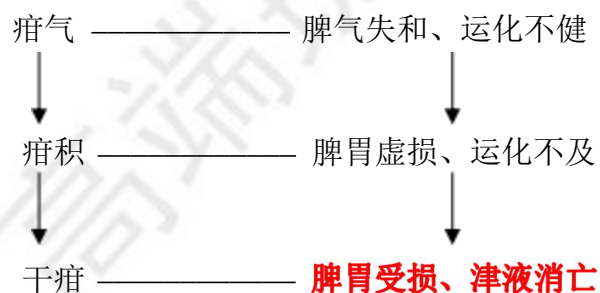 疳气 ———————— 脾气失和、运化不健
疳积 ———————— 脾胃虚损、运化不及
干疳 ———————— 脾胃受损、津液消亡